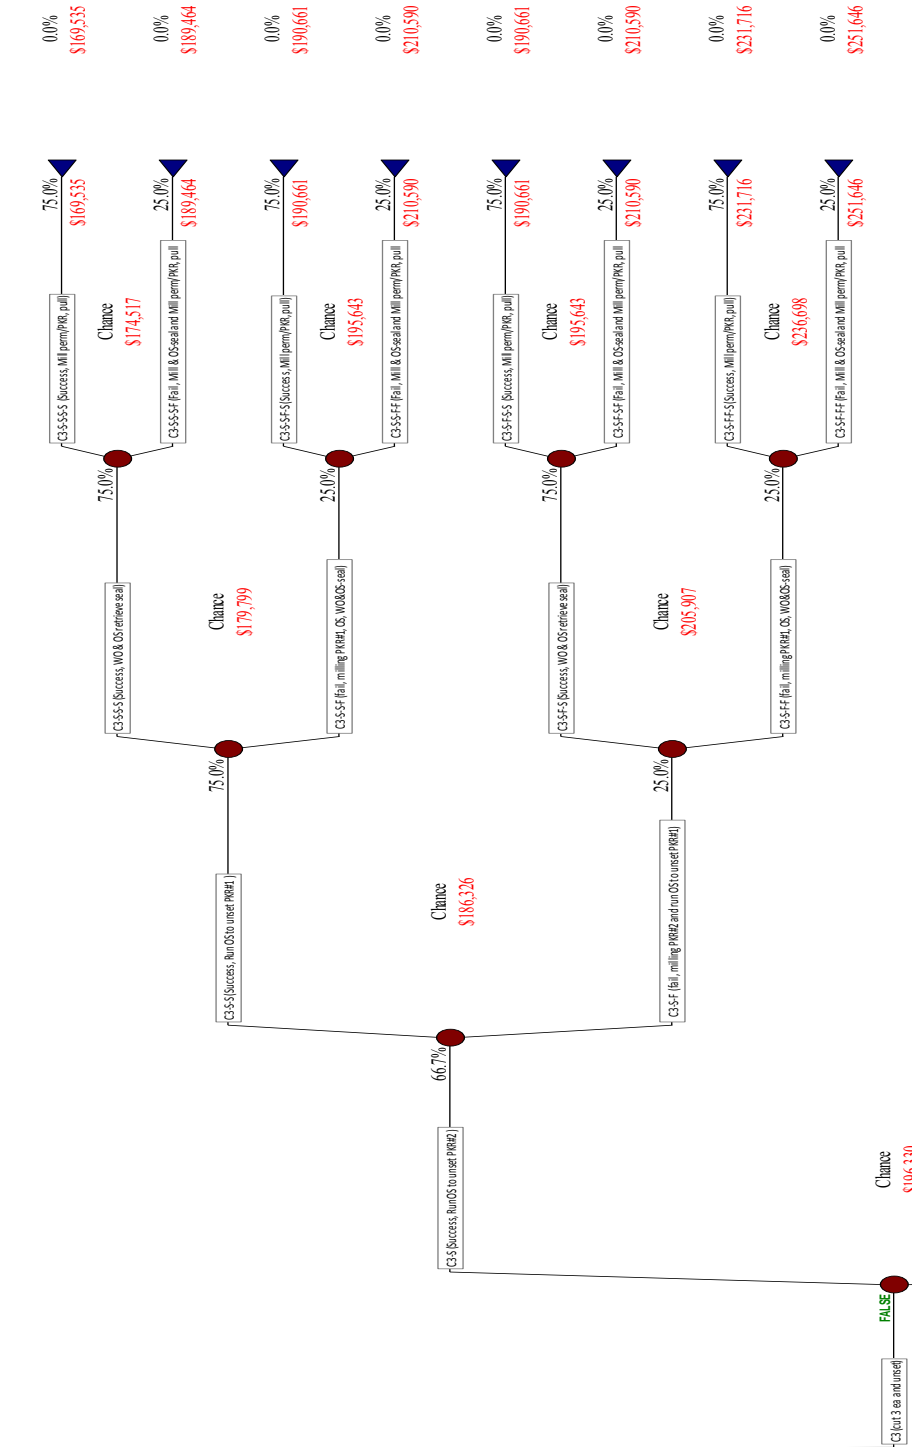 75.0%
0.0%
C3-S-S-S-S (Success, Mill perm/PKR, pull)
$169,535
$169,535
75.0%
Chance
$174,517
C3-S-S-S (Success, WO & OS retrieve seal)
25.0%
0.0%
C3-S-S-S-F (Fail, Mill & OS-seal and Mill perm/PKR, pull
$189,464
$189,464
75.0%
Chance
$179,799
C3-S-S (Success, Run OS to unset PKR#1 )
75.0%
0.0%
C3-S-S-F-S (Success, Mill perm/PKR, pull)
$190,661
$190,661
25.0%
Chance
$195,643
C3-S-S-F (fail, milling PKR#1, OS, WO&OS-seal)
25.0%
0.0%
C3-S-S-F-F (Fail, Mill & OS-seal and Mill perm/PKR, pull
$210,590
$210,590
66.7%
Chance
$186,326
C3-S (Success, Run OS to unset PKR#2 )
75.0%
0.0%
C3-S-F-S-S (Success, Mill perm/PKR, pull)
$190,661
$190,661
75.0%
Chance
$195,643
C3-S-F-S (Success, WO & OS retrieve seal)
25.0%
0.0%
C3-S-F-S-F (Fail, Mill & OS-seal and Mill perm/PKR, pull
$210,590
$210,590
25.0%
Chance
$205,907
C3-S-F (fail, milling PKR#2 and run OS to unset PKR#1)
75.0%
0.0%
C3-S-F-F-S (Success, Mill perm/PKR, pull)
$231,716
$231,716
25.0%
Chance
$236,698
C3-S-F-F (fail, milling PKR#1, OS, WO&OS-seal)
25.0%
0.0%
C3-S-F-F-F (Fail, Mill & OS-seal and Mill perm/PKR, pull
$251,646
$251,646
FALSE
Chance
C3 (cut 3 ea and unset)